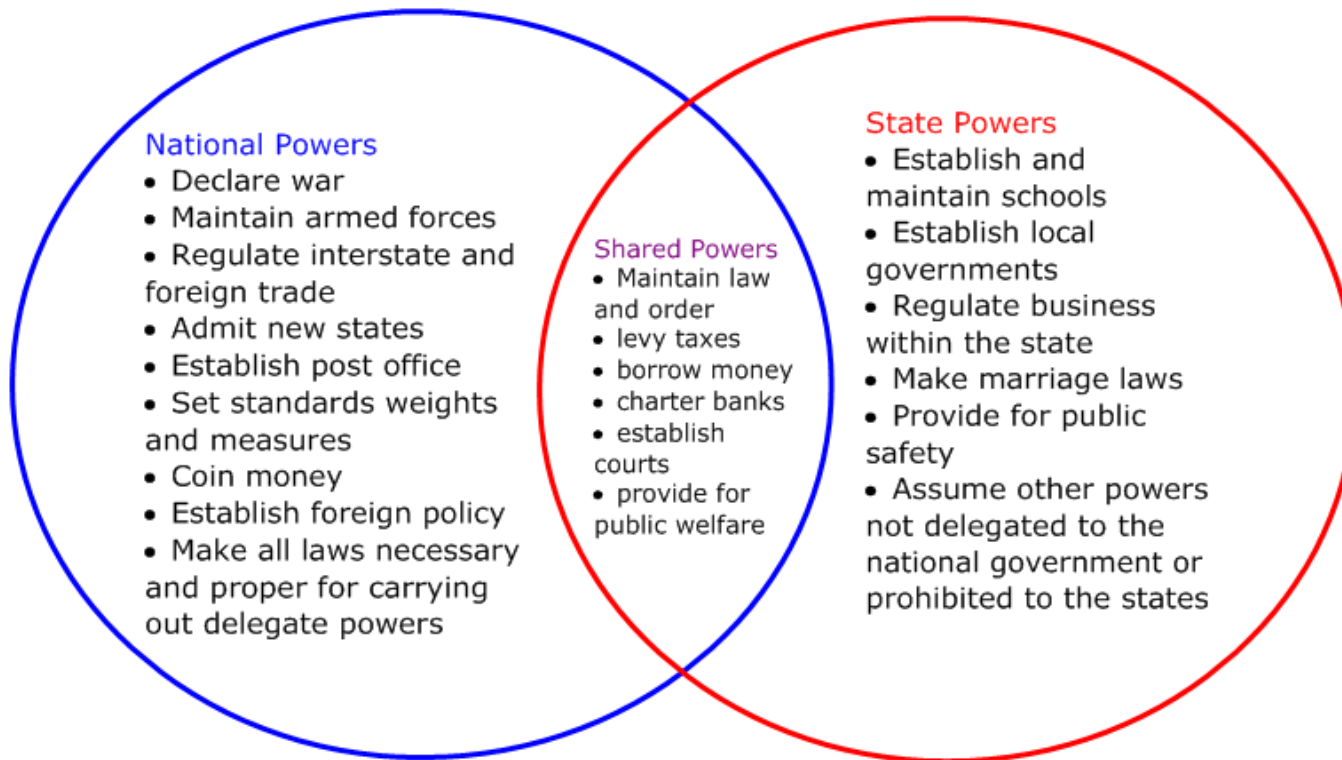 National Powers
• Declare war
• Maintain armed forces
• Regulate interstate and
foreign trade
• Admit new states
• Establish post office
• Set standards weights
and measures
• Coin money
• Establish foreign policy
• Make all laws necessary
and proper for carrying
out delegate powers
Shared Powers
• Maintain law
and order
• levy taxes
• borrow money
• charter banks
• establish
courts
• provide for
public welfare
State Powers
• Establish and
maintain schools
• Establish local
governments
• Regulate business
within the state
• Make marriage laws
• Provide for public
safety
• Assume other powers
not delegated to the
national government or
prohibited to the states